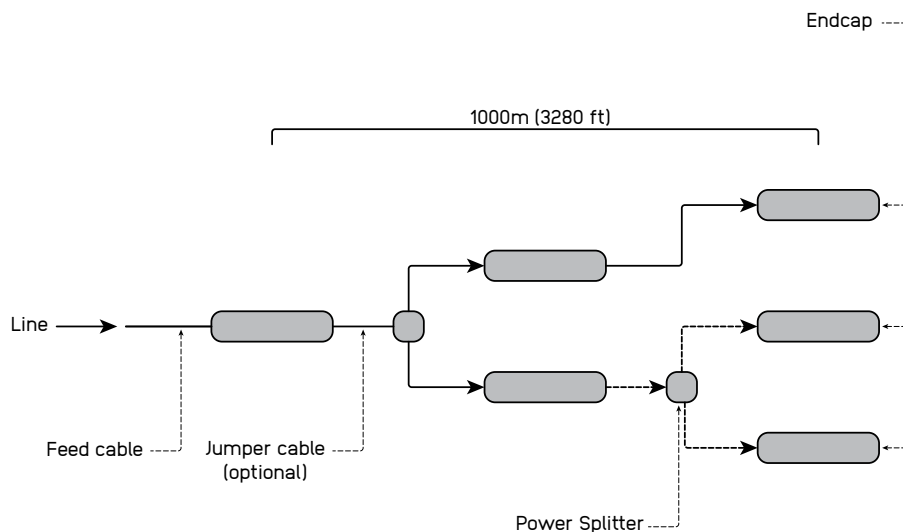 Endcap
1000m (3280 ft)
Line
Feed cable
Jumper cable
(optional)
Power Splitter